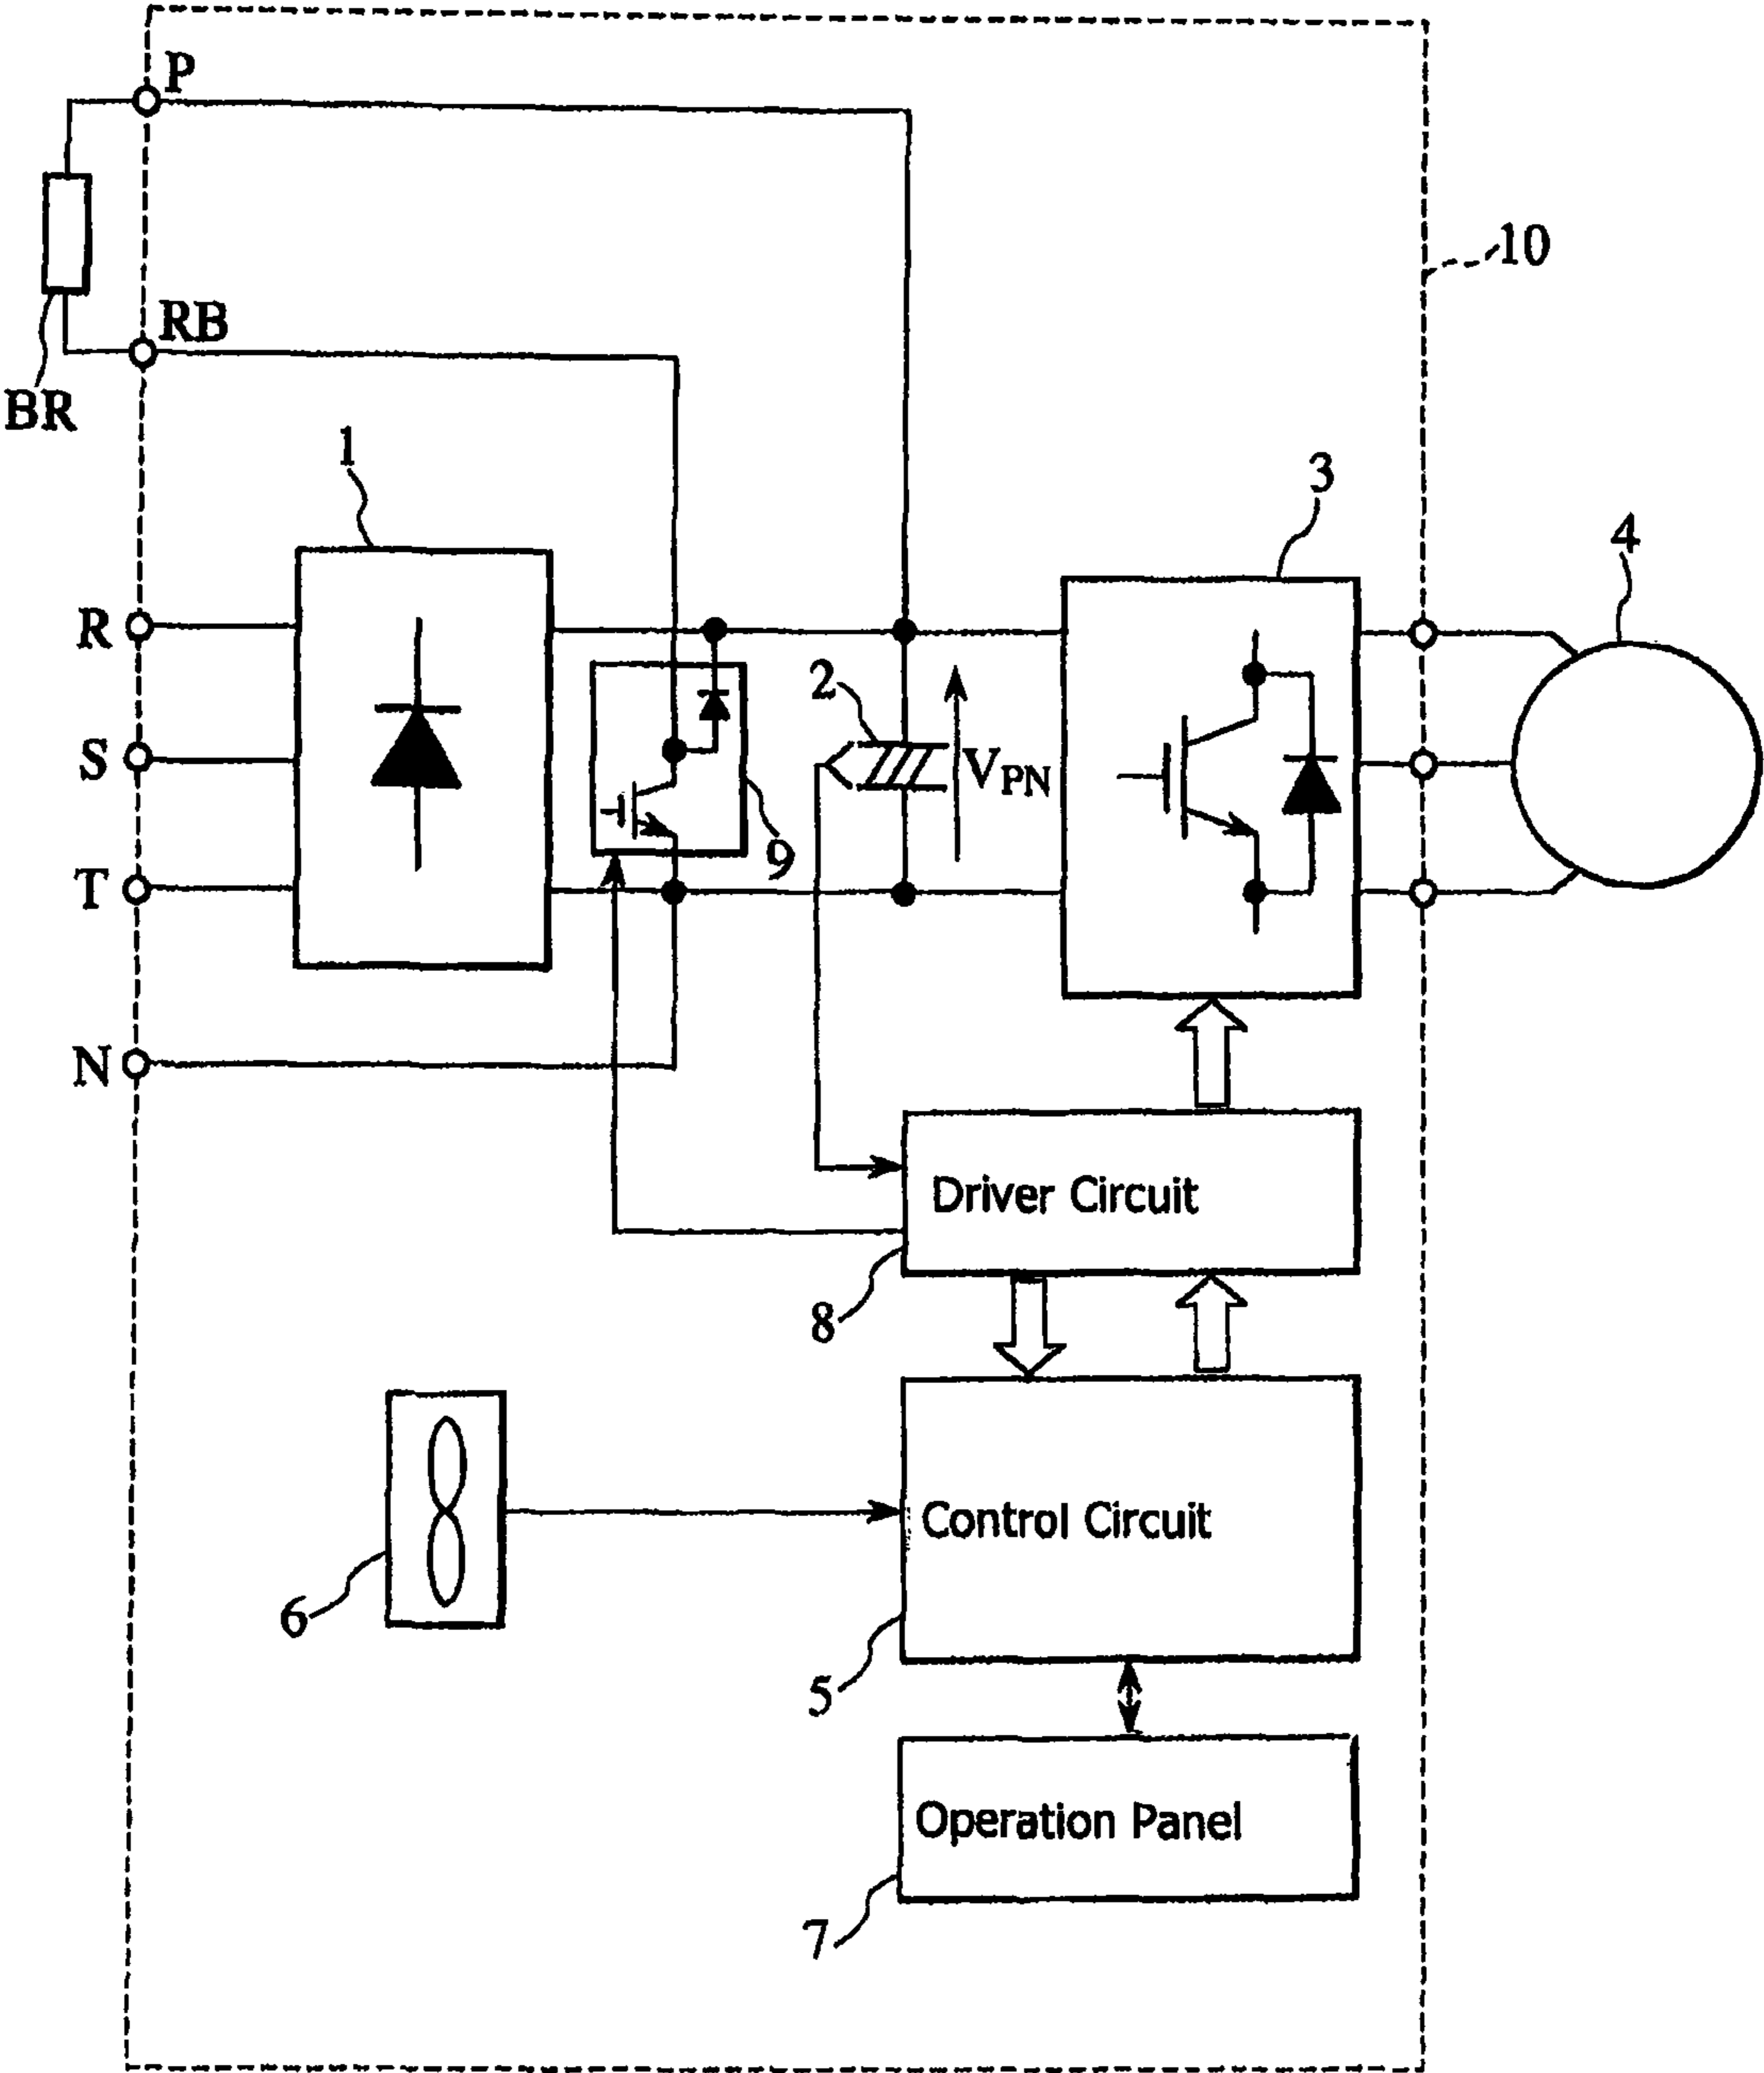 P
10
RB
BR
1
3
4
R
2
S
VPN
9
T
N
Driver Circuit
8
Control Circuit
6
5
Operation Panel
7